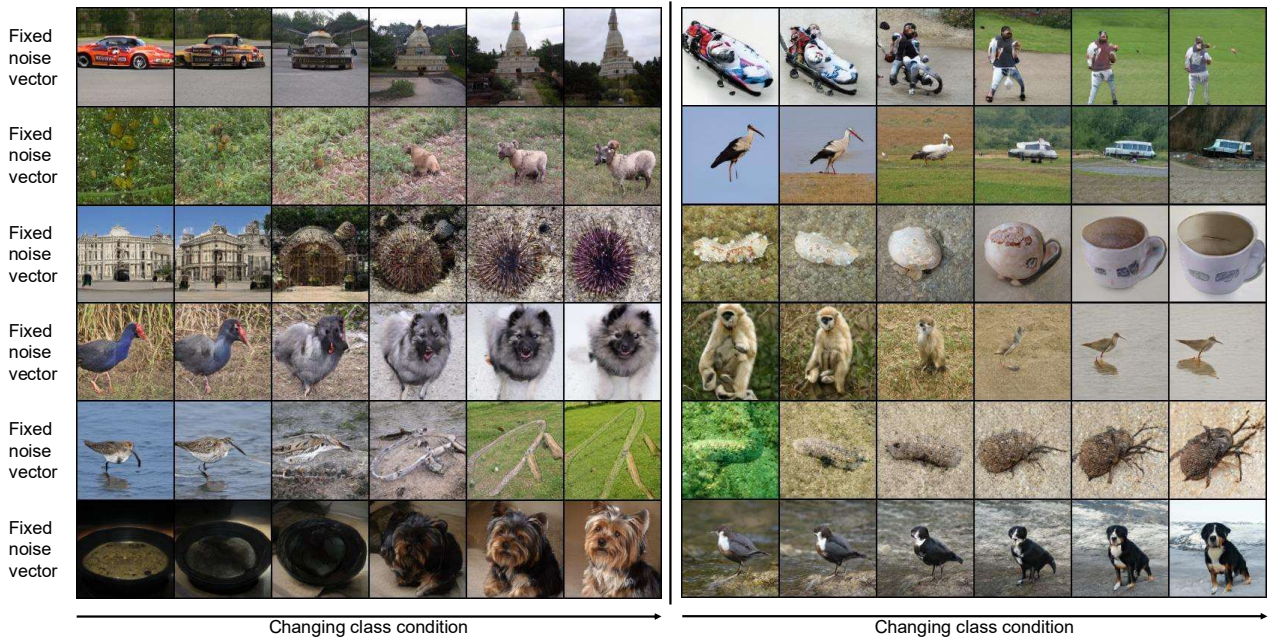 Fixed
noise
vector
Fixed
noise
vector
Fixed
noise
vector
Fixed
noise
vector
Fixed
noise
vector
Fixed
noise
vector
Changing class condition
Changing class condition